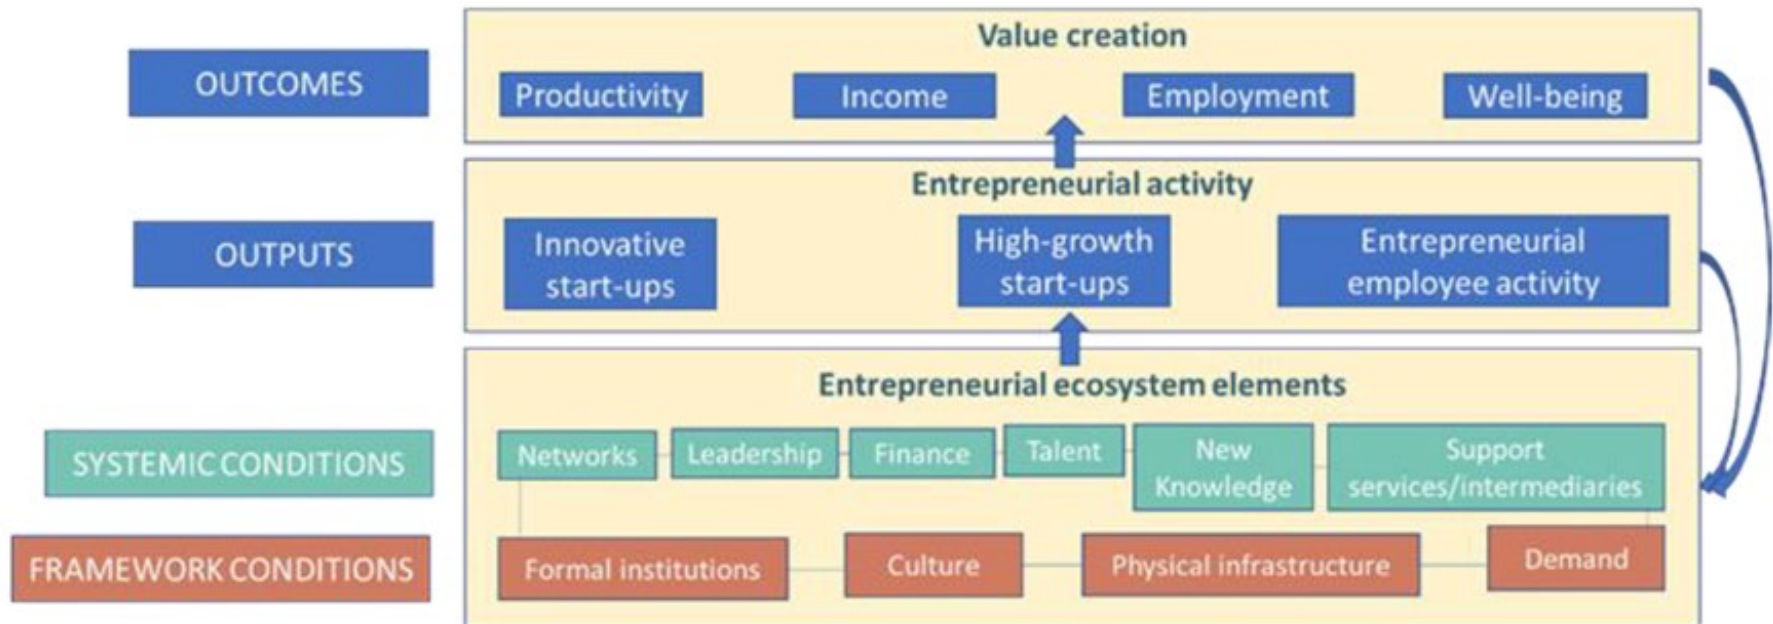 Value creation
OUTCOMES
Productivity
Income
Employment
Well-being
Entrepreneurial activity
OUTPUTS
Innovative
start-ups
High-growth
start-ups
Entrepreneurial
employee activity
Entrepreneurial ecosystem elements
SYSTEMIC CONDITIONS
Networks
Leadership
Finance
Talent
New
Knowledge
Support
services/intermediaries
FRAMEWORK CONDITIONS
Formal institutions
Culture
Physical infrastructure
Demand